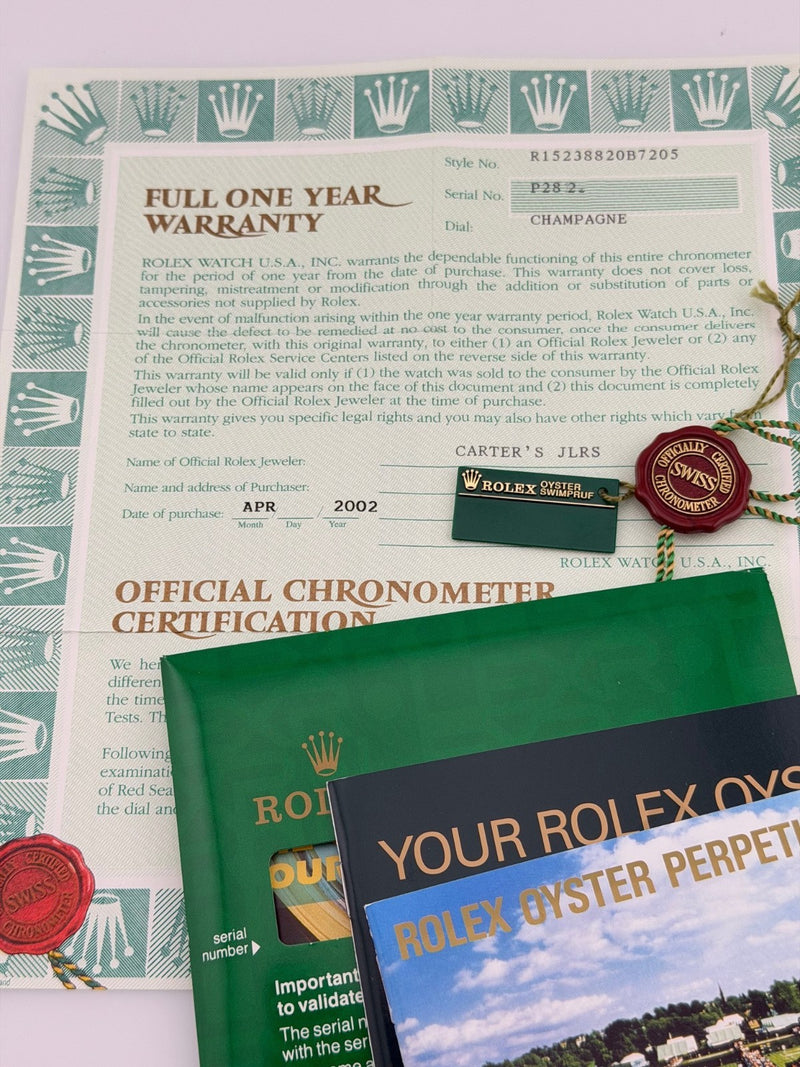 Style No. R15238820B7205
Serial No. P28 2
Dial: CHAMPAGNE
FULL ONE YEAR
WARRANTY
ROLEX WATCH U.S.A., INC. warrants the dependable functioning of this entire chronometer
for the period of one year from the date of purchase. This warranty does not cover loss,
tampering, mistreatment or modification through the addition or substitution of parts or
accessories not supplied by Rolex.
In the event of malfunction arising within the one year warranty period, Rolex Watch U.S.A., Inc.
will cause the defect to be remedied at no cost to the consumer, once the consumer delivers
the chronometer, with this original warranty, to either (1) an Official Rolex Jeweler or (2) any
of the Official Rolex Service Centers listed on the reverse side of this warranty.
This warranty will be valid only if (1) the watch was sold to the consumer by the Official Rolex
Jeweler whose name appears on the face of this document and (2) this document is completely
filled out by the Official Rolex Jeweler at the time of purchase.
This warranty gives you specific legal rights and you may also have other rights which vary from
state to state.
Name of Official Rolex Jeweler: CARTER'S JLRS
Name and address of Purchaser:
Date of purchase: APR / / 2002
Month Day Year
ROLEX OYSTER
SWIMPRUF
OFFICIALLY CERTIFIED
SWISS
CHRONOMETER
ROLEX WATCH U.S.A., INC.
OFFICIAL CHRONOMETER
CERTIFICATION
We
the time
Tests.
Following
of Red
the dial
SWISS
CHRONOMETER
serial
number
Important
to validate
The serial
with the
YOUR ROLEX
ROLEX OYSTER